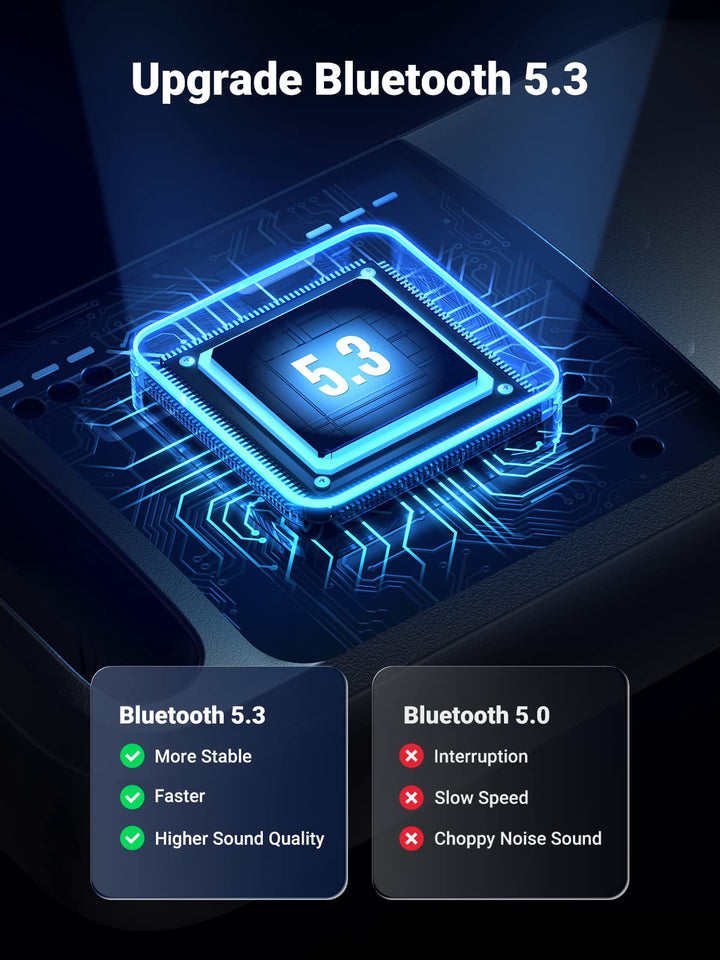 Upgrade Bluetooth 5.3
5.3
Bluetooth 5.3
More Stable
Faster
Higher Sound Quality
Bluetooth 5.0
Interruption
Slow Speed
Choppy Noise Sound